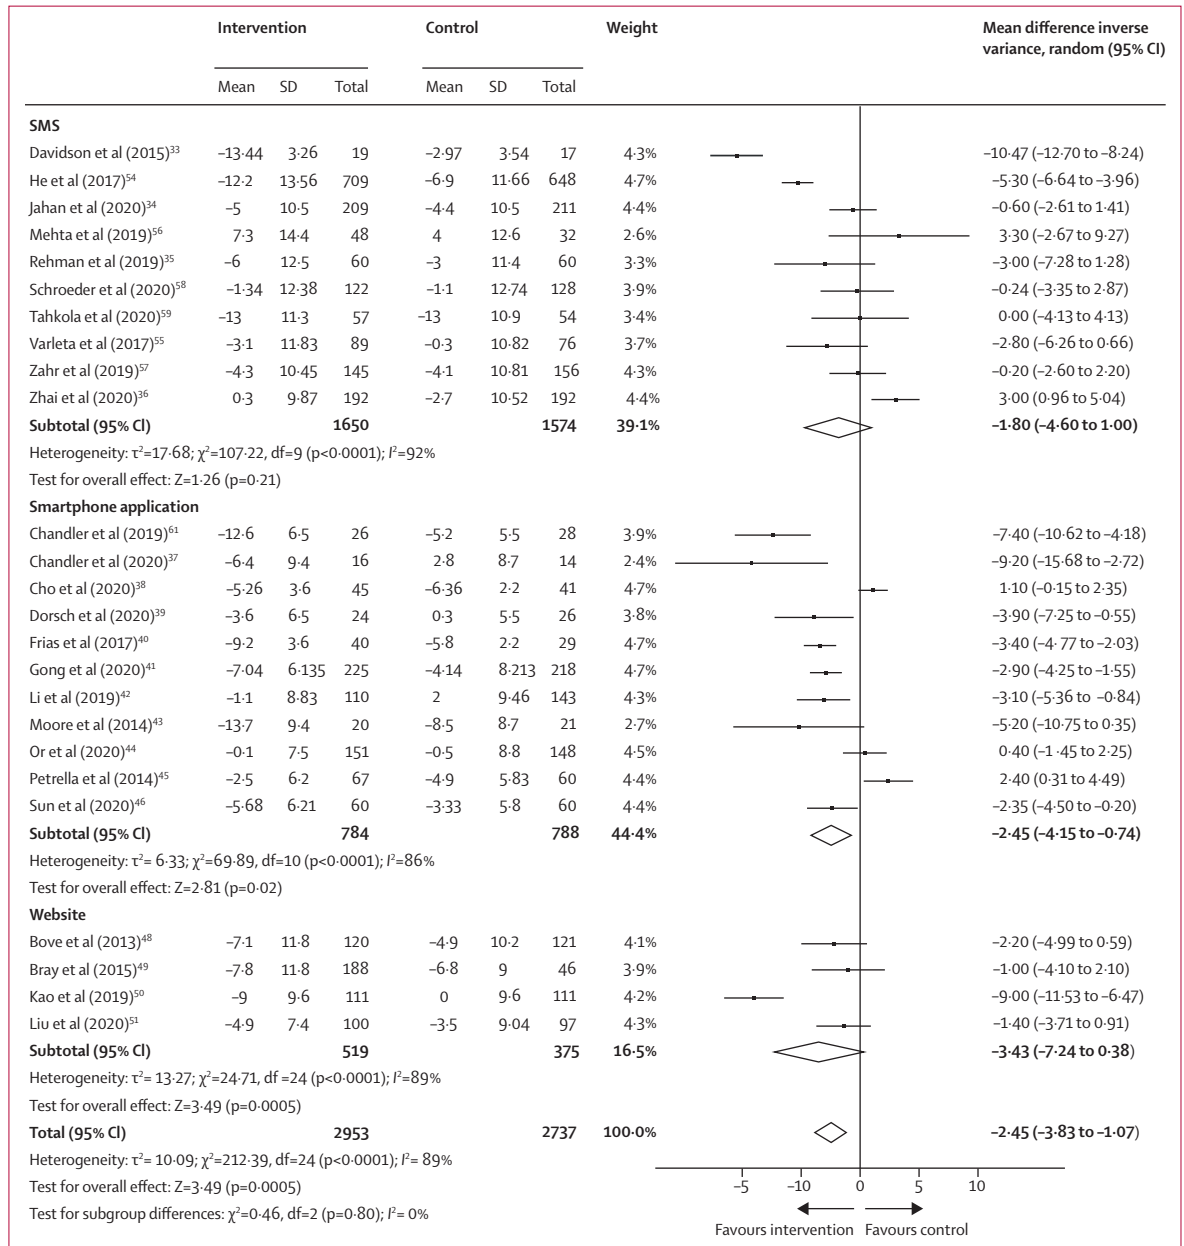 Intervention Control Weight Mean difference inverse
variance, random (95% CI)
Mean SD Total Mean SD Total
SMS
Davidson et al (2015)³³ –13·44 3·26 19 –2·97 3·54 17 4·3% –10·47 (–12·70 to –8·24)
He et al (2017)⁵⁴ –12·2 13·56 709 –6·9 11·66 648 4·7% –5·30 (–6·64 to –3·96)
Jahan et al (2020)³⁴ –5 10·5 209 –4·4 10·5 211 4·4% –0·60 (–2·61 to 1·41)
Mehta et al (2019)⁵⁶ 7·3 14·4 48 4 12·6 32 2·6% 3·30 (–2·67 to 9·27)
Rehman et al (2019)³⁵ –6 12·5 60 –3 11·4 60 3·3% –3·00 (–7·28 to 1·28)
Schroeder et al (2020)⁵⁸ –1·34 12·38 122 –1·1 12·74 128 3·9% –0·24 (–3·35 to 2·87)
Tahkola et al (2020)⁵⁹ –13 11·3 57 –13 10·9 54 3·4% 0·00 (–4·13 to 4·13)
Varleta et al (2017)⁵⁵ –3·1 11·83 89 –0·3 10·82 76 3·7% –2·80 (–6·26 to 0·66)
Zahr et al (2019)⁵⁷ –4·3 10·45 145 –4·1 10·81 156 4·3% –0·20 (–2·60 to 2·20)
Zhai et al (2020)³⁶ 0·3 9·87 192 –2·7 10·52 192 4·4% 3·00 (0·96 to 5·04)
Subtotal (95% CI) 1650 1574 39·1% –1·80 (–4·60 to 1·00)
Heterogeneity: τ²=17·68; χ²=107·22, df=9 (p<0·0001); I²=92%
Test for overall effect: Z=1·26 (p=0·21)
Smartphone application
Chandler et al (2019)⁶¹ –12·6 6·5 26 –5·2 5·5 28 3·9% –7·40 (–10·62 to –4·18)
Chandler et al (2020)³⁷ –6·4 9·4 16 2·8 8·7 14 2·4% –9·20 (–15·68 to –2·72)
Cho et al (2020)³⁸ –5·26 3·6 45 –6·36 2·2 41 4·7% 1·10 (–0·15 to 2·35)
Dorsch et al (2020)³⁹ –3·6 6·5 24 0·3 5·5 26 3·8% –3·90 (–7·25 to –0·55)
Frias et al (2017)⁴⁰ –9·2 3·6 40 –5·8 2·2 29 4·7% –3·40 (–4·77 to –2·03)
Gong et al (2020)⁴¹ –7·04 6·135 225 –4·14 8·213 218 4·7% –2·90 (–4·25 to –1·55)
Li et al (2019)⁴² –1·1 8·83 110 2 9·46 143 4·3% –3·10 (–5·36 to –0·84)
Moore et al (2014)⁴³ –13·7 9·4 20 –8·5 8·7 21 2·7% –5·20 (–10·75 to 0·35)
Or et al (2020)⁴⁴ –0·1 7·5 151 –0·5 8·8 148 4·5% 0·40 (–1·45 to 2·25)
Petrella et al (2014)⁴⁵ –2·5 6·2 67 –4·9 5·83 60 4·4% 2·40 (0·31 to 4·49)
Sun et al (2020)⁴⁶ –5·68 6·21 60 –3·33 5·8 60 4·4% –2·35 (–4·50 to –0·20)
Subtotal (95% CI) 784 788 44·4% –2·45 (–4·15 to –0·74)
Heterogeneity: τ²= 6·33; χ²=69·89, df=10 (p<0·0001); I²=86%
Test for overall effect: Z=2·81 (p=0·02)
Website
Bove et al (2013)⁴⁸ –7·1 11·8 120 –4·9 10·2 121 4·1% –2·20 (–4·99 to 0·59)
Bray et al (2015)⁴⁹ –7·8 11·8 188 –6·8 9 46 3·9% –1·00 (–4·10 to 2·10)
Kao et al (2019)⁵⁰ –9 9·6 111 0 9·6 111 4·2% –9·00 (–11·53 to –6·47)
Liu et al (2020)⁵¹ –4·9 7·4 100 –3·5 9·04 97 4·3% –1·40 (–3·71 to 0·91)
Subtotal (95% CI) 519 375 16·5% –3·43 (–7·24 to 0·38)
Heterogeneity: τ²= 13·27; χ²=24·71, df =24 (p<0·0001); I²=89%
Test for overall effect: Z=3·49 (p=0·0005)
Total (95% CI) 2953 2737 100·0% –2·45 (–3·83 to –1·07)
Heterogeneity: τ²= 10·09; χ²=212·39, df=24 (p<0·0001); I²= 89%
Test for overall effect: Z=3·49 (p=0·0005)
Test for subgroup differences: χ²=0·46, df=2 (p=0·80); I²= 0%
–5 –10 0 5 10
Favours intervention Favours control